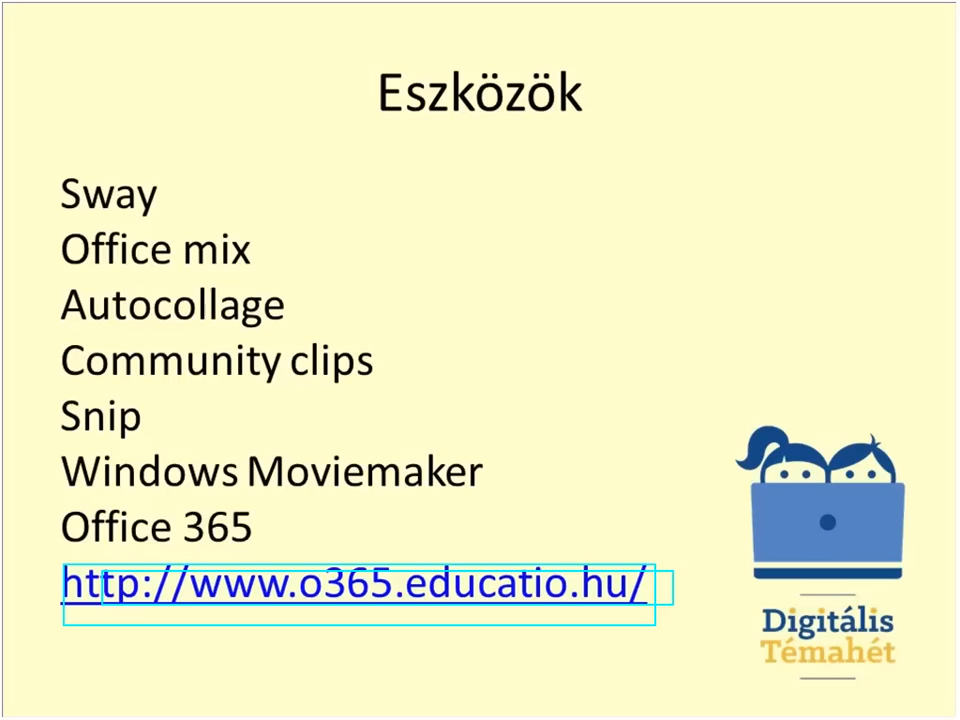 Eszközök
Sway
Office mix
Autocollage
Community clips
Snip
Windows Moviemaker
Office 365
http://www.o365.educatio.hu/
Digitális
Témahét